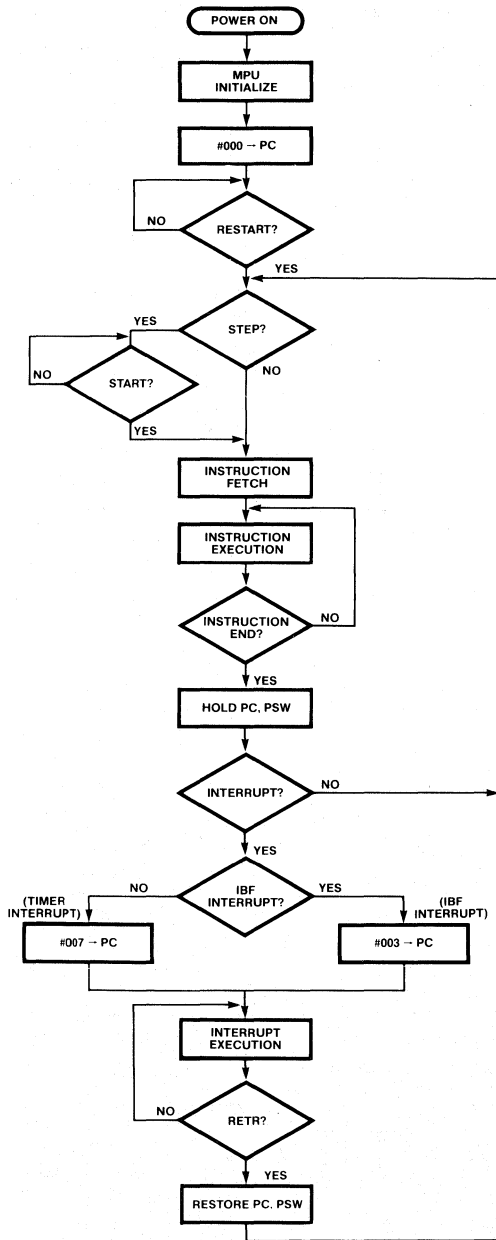 POWER ON
MPU
INITIALIZE
#000 → PC
NO
RESTART?
YES
YES
STEP?
NO
START?
NO
YES
INSTRUCTION
FETCH
INSTRUCTION
EXECUTION
INSTRUCTION
END?
NO
YES
HOLD PC, PSW
INTERRUPT?
NO
YES
NO
IBF
INTERRUPT?
YES
(TIMER
INTERRUPT)
(IBF
INTERRUPT)
#007 → PC
#003 → PC
INTERRUPT
EXECUTION
NO
RETR?
YES
RESTORE PC, PSW